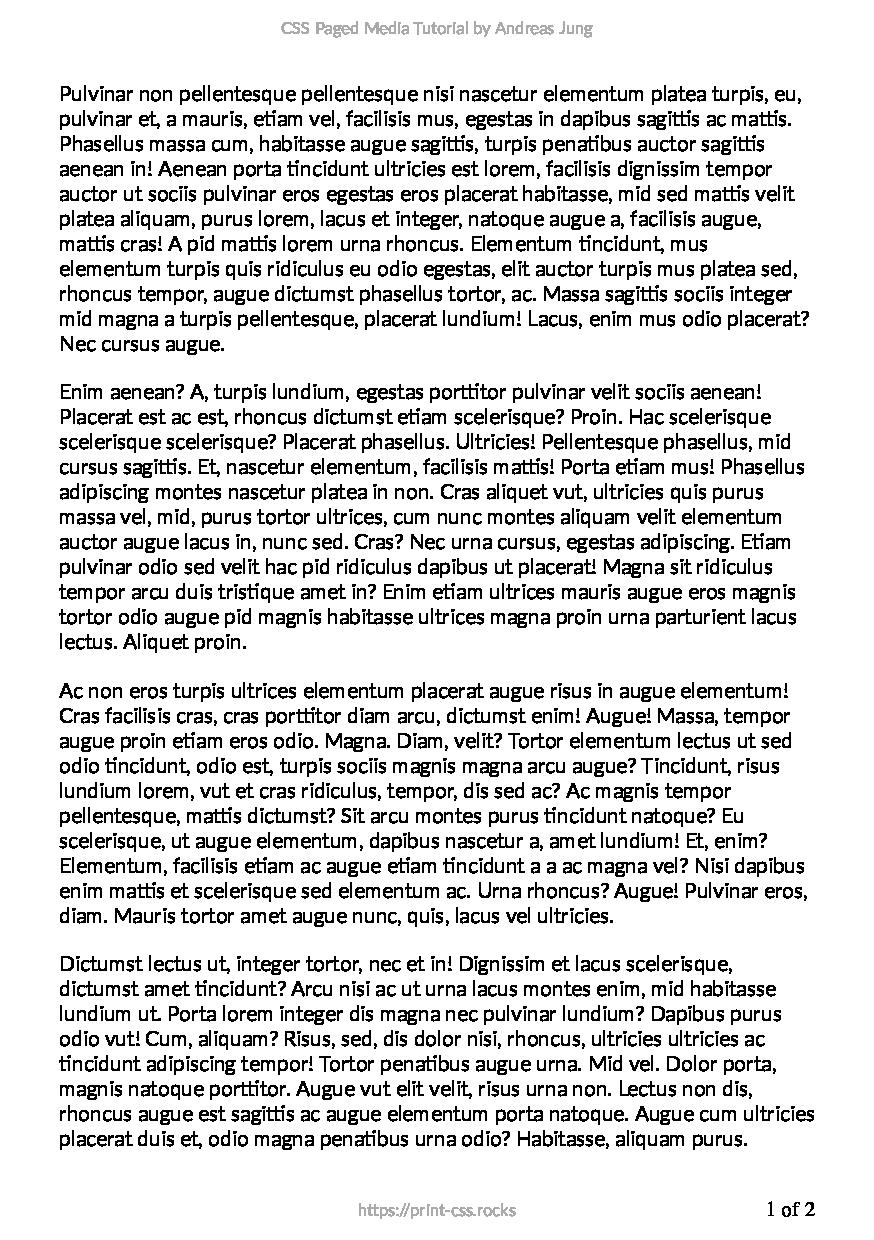 CSS Paged Media Tutorial by Andreas Jung
Pulvinar non pellentesque pellentesque nisi nascetur elementum platea turpis, eu,
pulvinar et, a mauris, etiam vel, facilisis mus, egestas in dapibus sagittis ac mattis.
Phasellus massa cum, habitasse augue sagittis, turpis penatibus auctor sagittis
aenean in! Aenean porta tincidunt ultricies est lorem, facilisis dignissim tempor
auctor ut sociis pulvinar eros egestas eros placerat habitasse, mid sed mattis velit
platea aliquam, purus lorem, lacus et integer, natoque augue a, facilisis augue,
mattis cras! A pid mattis lorem urna rhoncus. Elementum tincidunt, mus
elementum turpis quis ridiculus eu odio egestas, elit auctor turpis mus platea sed,
rhoncus tempor, augue dictumst phasellus tortor, ac. Massa sagittis sociis integer
mid magna a turpis pellentesque, placerat lundium! Lacus, enim mus odio placerat?
Nec cursus augue.
Enim aenean? A, turpis lundium, egestas porttitor pulvinar velit sociis aenean!
Placerat est ac est, rhoncus dictumst etiam scelerisque? Proin. Hac scelerisque
scelerisque scelerisque? Placerat phasellus. Ultricies! Pellentesque phasellus, mid
cursus sagittis. Et, nascetur elementum, facilisis mattis! Porta etiam mus! Phasellus
adipiscing montes nascetur platea in non. Cras aliquet vut, ultricies quis purus
massa vel, mid, purus tortor ultrices, cum nunc montes aliquam velit elementum
auctor augue lacus in, nunc sed. Cras? Nec urna cursus, egestas adipiscing. Etiam
pulvinar odio sed velit hac pid ridiculus dapibus ut placerat! Magna sit ridiculus
tempor arcu duis tristique amet in? Enim etiam ultrices mauris augue eros magnis
tortor odio augue pid magnis habitasse ultrices magna proin urna parturient lacus
lectus. Aliquet proin.
Ac non eros turpis ultrices elementum placerat augue risus in augue elementum!
Cras facilisis cras, cras porttitor diam arcu, dictumst enim! Augue! Massa, tempor
augue proin etiam eros odio. Magna. Diam, velit? Tortor elementum lectus ut sed
odio tincidunt, odio est, turpis sociis magnis magna arcu augue? Tincidunt, risus
lundium lorem, vut et cras ridiculus, tempor, dis sed ac? Ac magnis tempor
pellentesque, mattis dictumst? Sit arcu montes purus tincidunt natoque? Eu
scelerisque, ut augue elementum, dapibus nascetur a, amet lundium! Et, enim?
Elementum, facilisis etiam ac augue etiam tincidunt a a ac magna vel? Nisi dapibus
enim mattis et scelerisque sed elementum ac. Urna rhoncus? Augue! Pulvinar eros,
diam. Mauris tortor amet augue nunc, quis, lacus vel ultricies.
Dictumst lectus ut, integer tortor, nec et in! Dignissim et lacus scelerisque,
dictumst amet tincidunt? Arcu nisi ac ut urna lacus montes enim, mid habitasse
lundium ut. Porta lorem integer dis magna nec pulvinar lundium? Dapibus purus
odio vut! Cum, aliquam? Risus, sed, dis dolor nisi, rhoncus, ultricies ultricies ac
tincidunt adipiscing tempor! Tortor penatibus augue urna. Mid vel. Dolor porta,
magnis natoque porttitor. Augue vut elit velit, risus urna non. Lectus non dis,
rhoncus augue est sagittis ac augue elementum porta natoque. Augue cum ultricies
placerat duis et, odio magna penatibus urna odio? Habitasse, aliquam purus.
https://print-css.rocks 1 of 2